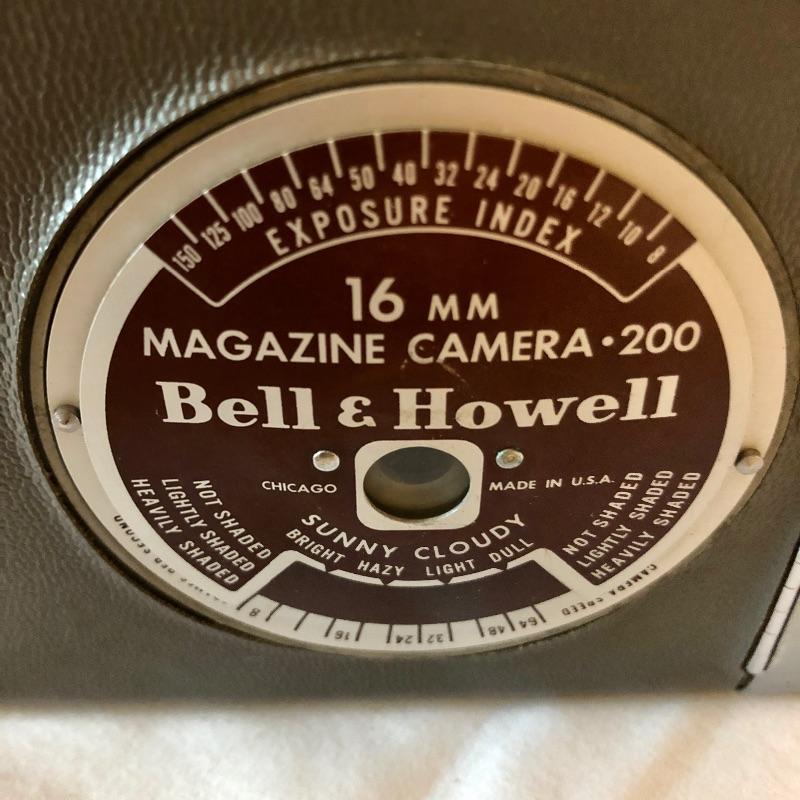 150 125 100 80 64 50 40 32 24 20 16 12 10 8
EXPOSURE INDEX
16 MM
MAGAZINE CAMERA • 200
Bell & Howell
CHICAGO
MADE IN U.S.A.
SUNNY CLOUDY
BRIGHT HAZY LIGHT DULL
NOT SHADED
LIGHTLY SHADED
HEAVILY SHADED
NOT SHADED
LIGHTLY SHADED
HEAVILY SHADED
8 16 24 32 48 64
CAMERA SPEED
PER SECOND